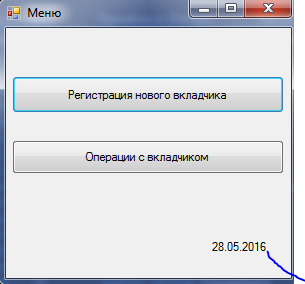 Меню
Регистрация нового вкладчика
Операции с вкладчиком
28.05.2016